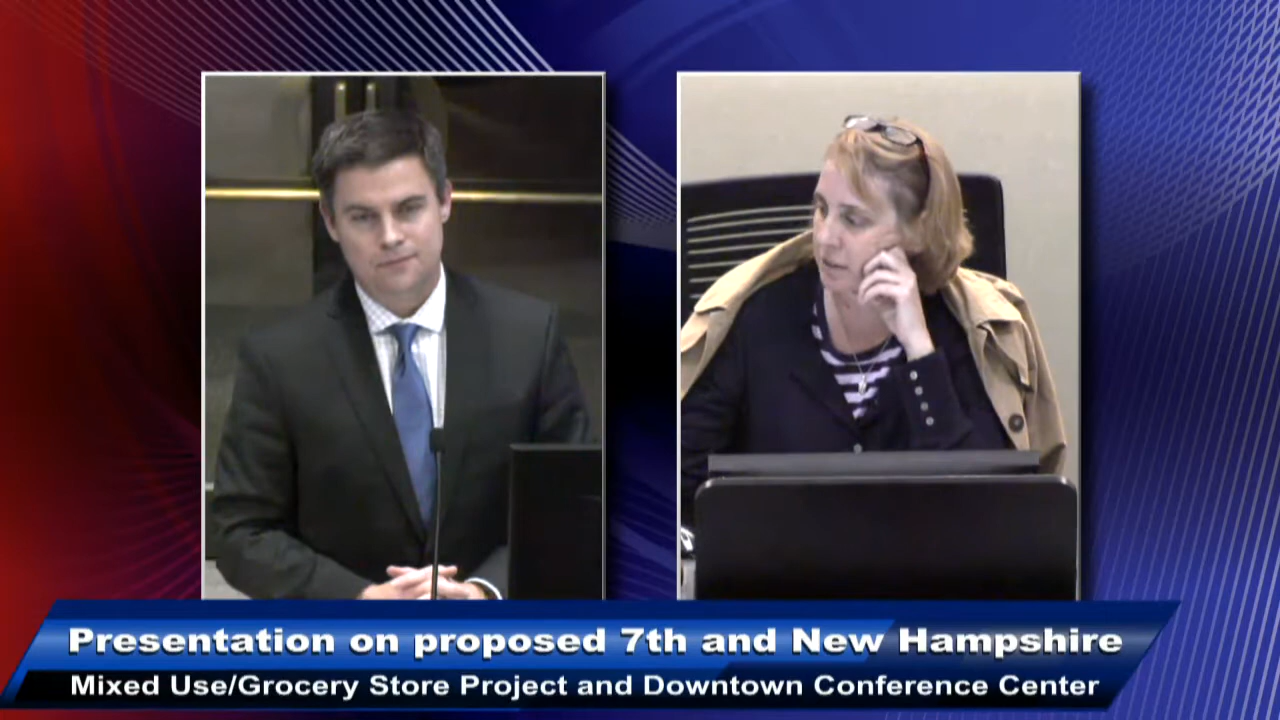 Presentation on proposed 7th and New Hampshire
Mixed Use/Grocery Store Project and Downtown Conference Center